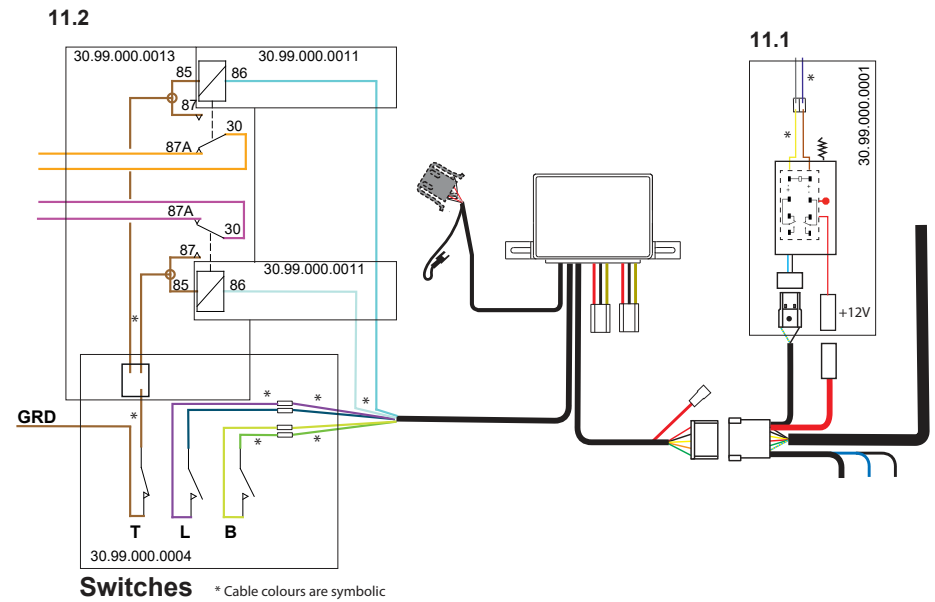 11.2
11.1
30.99.000.0013
30.99.000.0011
30.99.000.0001
85
86
*
87
30
*
87A
87A
30
87
30.99.000.0011
85
86
*
+12V
*
*
*
*
GRD
*
*
T
L
B
30.99.000.0004
Switches
* Cable colours are symbolic